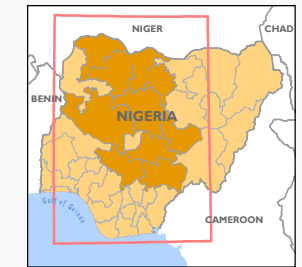 NIGER
CHAD
BENIN
NIGERIA
Gulf of Guinea
CAMEROON